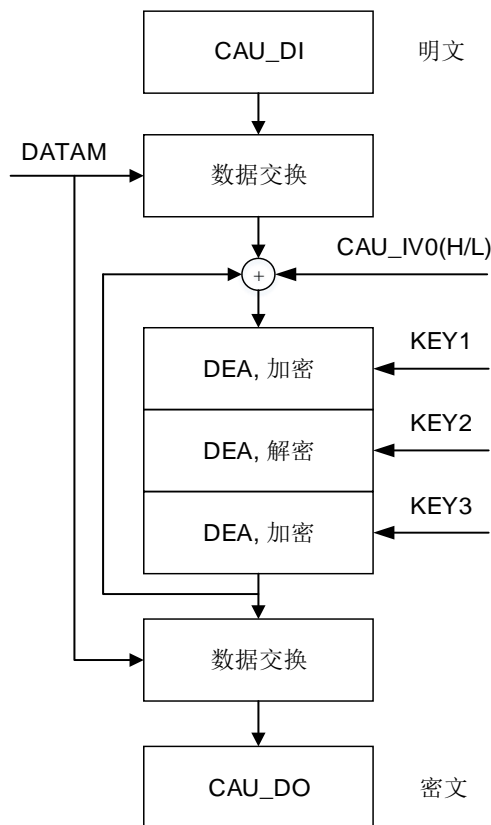 CAU_DI
明文
DATAM
数据交换
CAU_IV0(H/L)
+
DEA, 加密
KEY1
DEA, 解密
KEY2
DEA, 加密
KEY3
数据交换
CAU_DO
密文